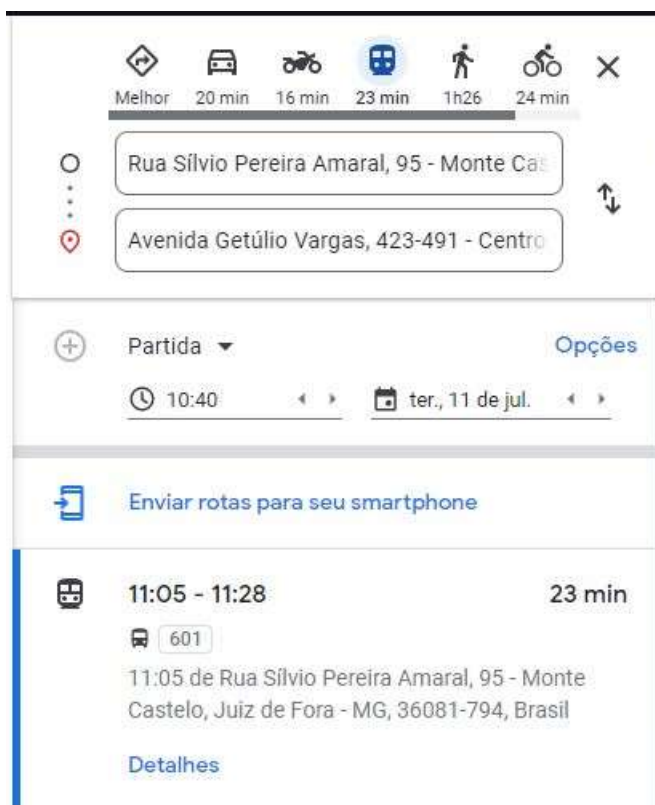 Melhor 20 min 16 min 23 min 1h26 24 min
Rua Sílvio Pereira Amaral, 95 - Monte Cas
Avenida Getúlio Vargas, 423-491 - Centro
Partida Opções
10:40 ter., 11 de jul.
Enviar rotas para seu smartphone
11:05 - 11:28 23 min
601
11:05 de Rua Sílvio Pereira Amaral, 95 - Monte
Castelo, Juiz de Fora - MG, 36081-794, Brasil
Detalhes